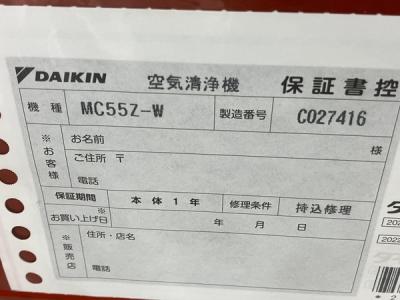 DAIKIN 空気清浄機 保証書控
機種 MC55Z-W 製造番号 C027416
※お客様 お名前 様
ご住所 〒
電話
保証期間 本体1年 修理条件 持込修理
※お買い上げ日 年 月 日
※販売店 住所・店名
電話